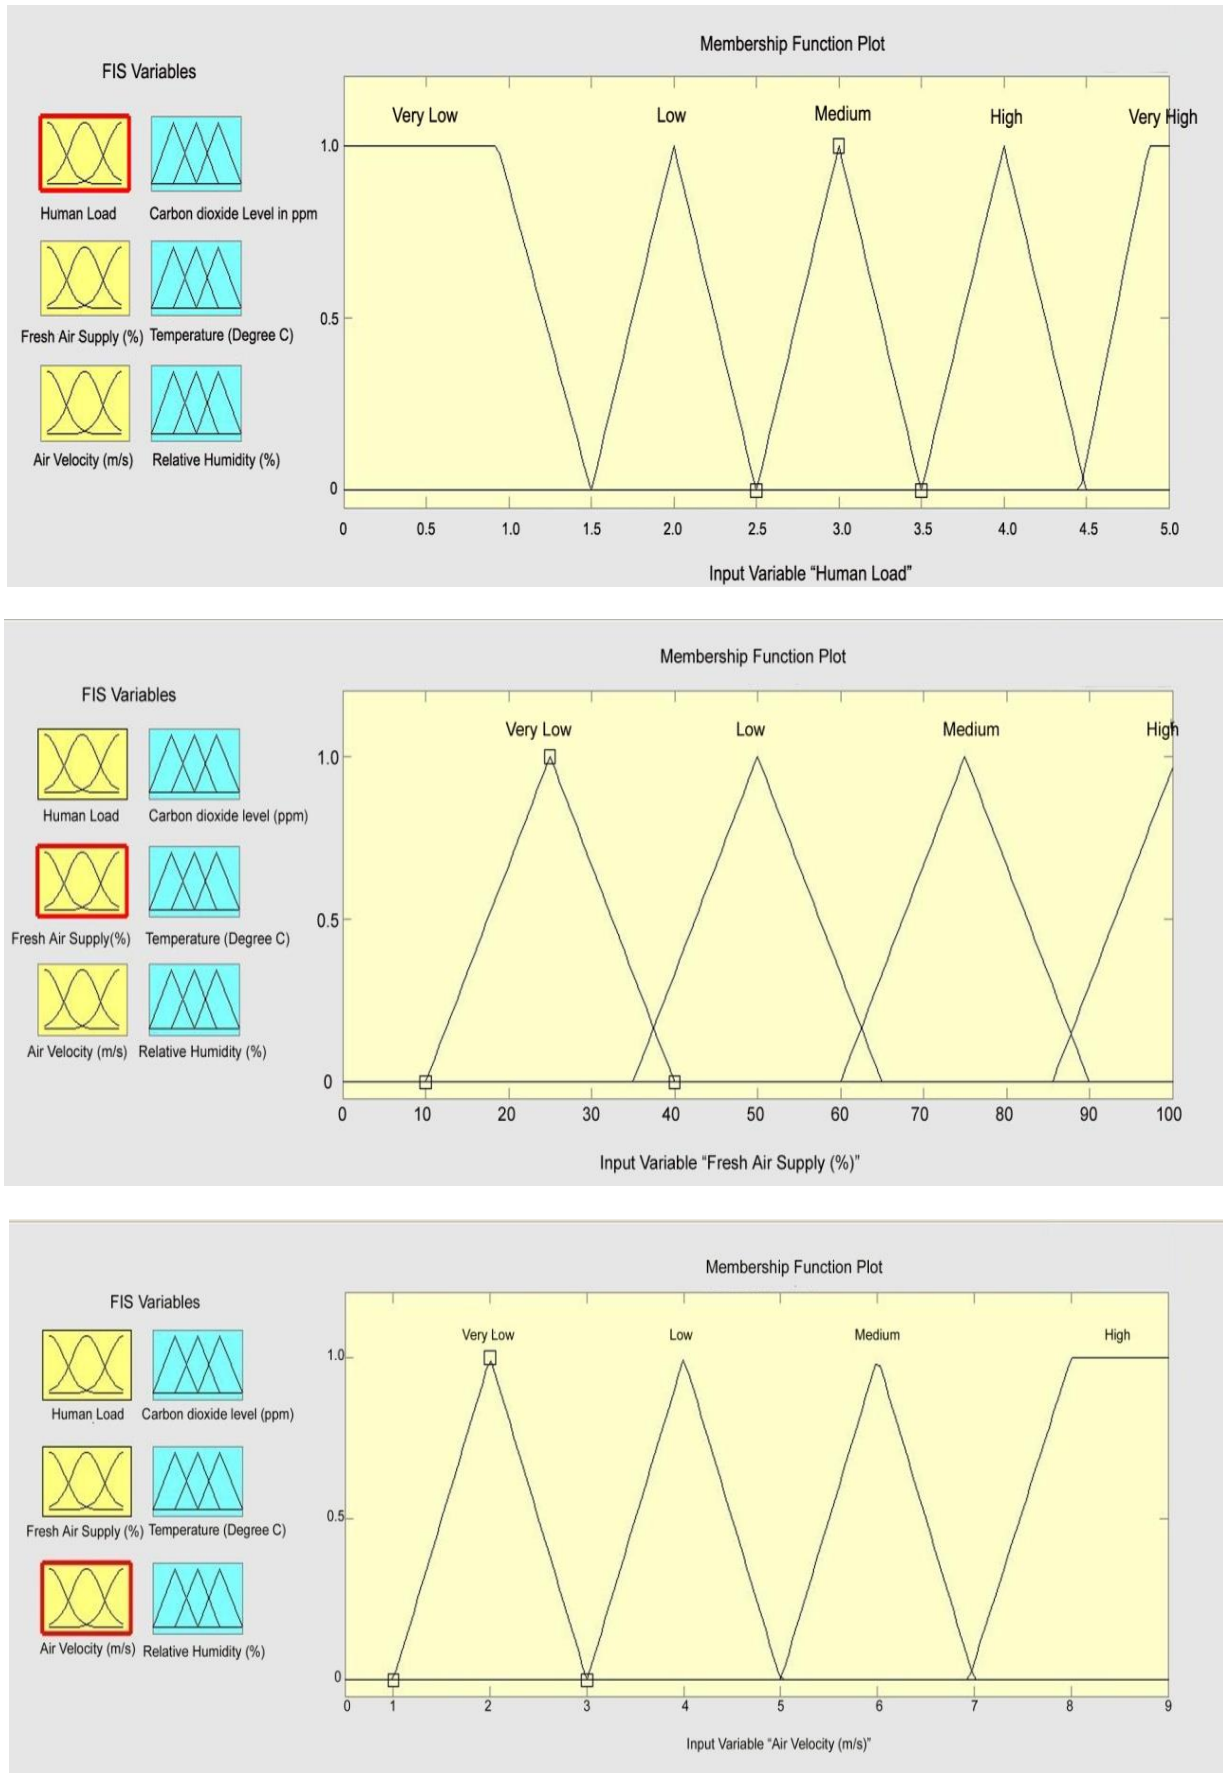 Membership Function Plot
FIS Variables
Very Low Low Medium High Very High
1.0
Human Load Carbon dioxide Level in ppm
0.5
Fresh Air Supply (%) Temperature (Degree C)
Air Velocity (m/s) Relative Humidity (%)
0
0 0.5 1.0 1.5 2.0 2.5 3.0 3.5 4.0 4.5 5.0
Input Variable “Human Load”
Membership Function Plot
FIS Variables
Very Low Low Medium High
1.0
Human Load Carbon dioxide level (ppm)
0.5
Fresh Air Supply(%) Temperature (Degree C)
Air Velocity (m/s) Relative Humidity (%)
0
0 10 20 30 40 50 60 70 80 90 100
Input Variable “Fresh Air Supply (%)”
Membership Function Plot
FIS Variables
Very Low Low Medium High
1.0
Human Load Carbon dioxide level (ppm)
0.5
Fresh Air Supply (%) Temperature (Degree C)
Air Velocity (m/s) Relative Humidity (%)
0
0 1 2 3 4 5 6 7 8 9
Input Variable “Air Velocity (m/s)”